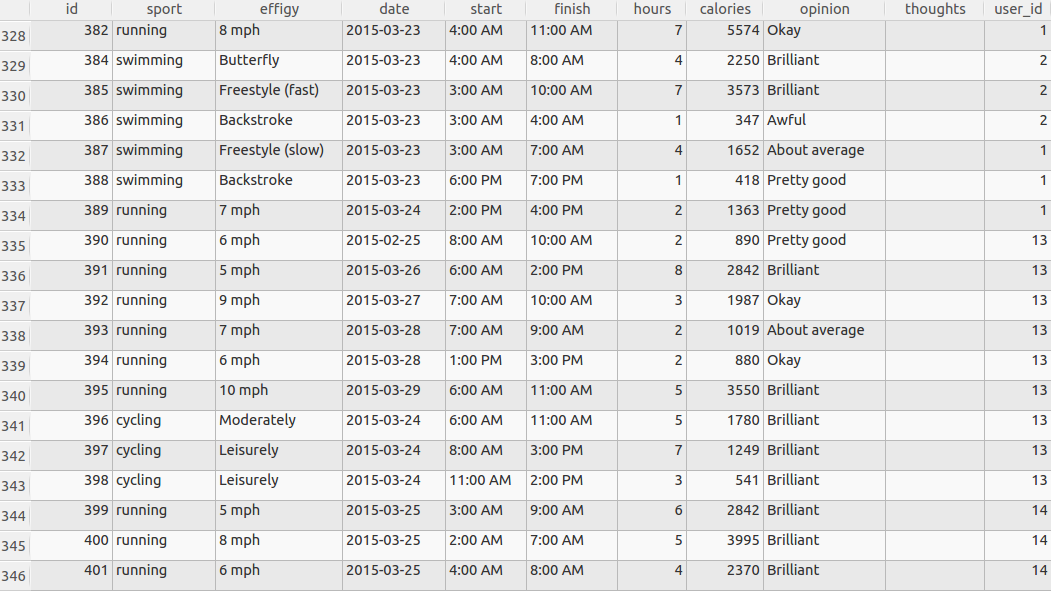 id sport effigy date start finish hours calories opinion thoughts user_id
328 382 running 8 mph 2015-03-23 4:00 AM 11:00 AM 7 5574 Okay 1
329 384 swimming Butterfly 2015-03-23 4:00 AM 8:00 AM 4 2250 Brilliant 2
330 385 swimming Freestyle (fast) 2015-03-23 3:00 AM 10:00 AM 7 3573 Brilliant 2
331 386 swimming Backstroke 2015-03-23 3:00 AM 4:00 AM 1 347 Awful 2
332 387 swimming Freestyle (slow) 2015-03-23 3:00 AM 7:00 AM 4 1652 About average 1
333 388 swimming Backstroke 2015-03-23 6:00 PM 7:00 PM 1 418 Pretty good 1
334 389 running 7 mph 2015-03-24 2:00 PM 4:00 PM 2 1363 Pretty good 1
335 390 running 6 mph 2015-02-25 8:00 AM 10:00 AM 2 890 Pretty good 13
336 391 running 5 mph 2015-03-26 6:00 AM 2:00 PM 8 2842 Brilliant 13
337 392 running 9 mph 2015-03-27 7:00 AM 10:00 AM 3 1987 Okay 13
338 393 running 7 mph 2015-03-28 7:00 AM 9:00 AM 2 1019 About average 13
339 394 running 6 mph 2015-03-28 1:00 PM 3:00 PM 2 880 Okay 13
340 395 running 10 mph 2015-03-29 6:00 AM 11:00 AM 5 3550 Brilliant 13
341 396 cycling Moderately 2015-03-24 6:00 AM 11:00 AM 5 1780 Brilliant 13
342 397 cycling Leisurely 2015-03-24 8:00 AM 3:00 PM 7 1249 Brilliant 13
343 398 cycling Leisurely 2015-03-24 11:00 AM 2:00 PM 3 541 Brilliant 13
344 399 running 5 mph 2015-03-25 3:00 AM 9:00 AM 6 2842 Brilliant 14
345 400 running 8 mph 2015-03-25 2:00 AM 7:00 AM 5 3995 Brilliant 14
346 401 running 6 mph 2015-03-25 4:00 AM 8:00 AM 4 2370 Brilliant 14